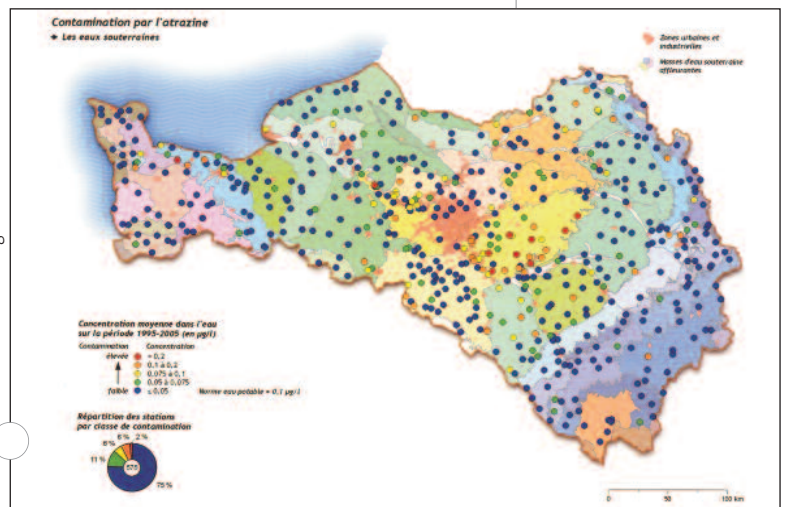 Contamination par l'atrazine
Les eaux souterraines
Zones urbaines et
industrielles
Masses d'eau souterraine
affleurantes
Concentration moyenne dans l'eau
sur la période 1995-2005 (en µg/l)
Contamination Concentration
élevée > 0,2
0,1 à 0,2
0,075 à 0,1
0,05 à 0,075
faible ≤ 0,05 Norme eau potable = 0,1 µg/l
Répartition des stations
par classe de contamination
6 % 2 %
6 %
11 %
575
75 %
0 50 100 km